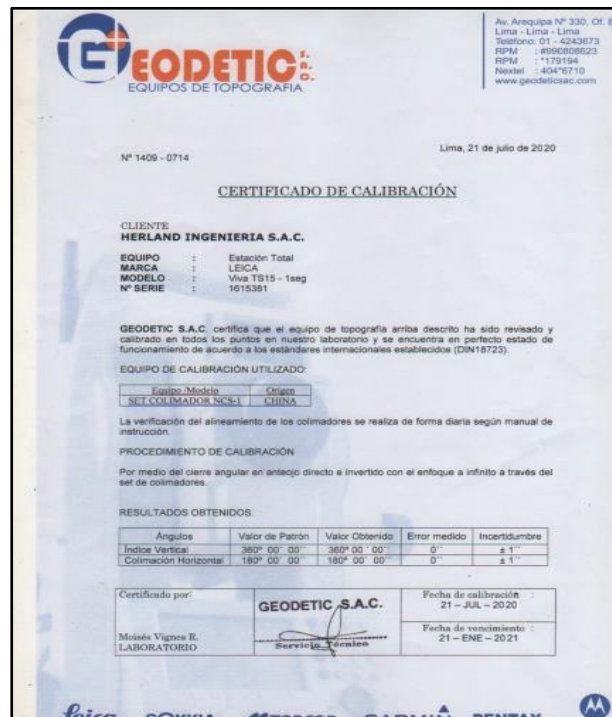 GEODETIC S.A.C.
EQUIPOS DE TOPOGRAFIA
Av. Arequipa Nº 330, Of. 8
Lima - Lima - Lima
Teléfono: 01 - 4243673
RPM : #990808623
RPM : *179194
Nextel : 404*6710
www.geodeticsac.com
Nº 1409 - 0714
Lima, 21 de julio de 2020
CERTIFICADO DE CALIBRACIÓN
CLIENTE
HERLAND INGENIERIA S.A.C.
EQUIPO : Estación Total
MARCA : LEICA
MODELO : Viva TS15 - 1seg
Nº SERIE : 1615381
GEODETIC S.A.C. certifica que el equipo de topografía arriba descrito ha sido revisado y
calibrado en todos los puntos en nuestro laboratorio y se encuentra en perfecto estado de
funcionamiento de acuerdo a los estándares internacionales establecidos (DIN18723).
EQUIPO DE CALIBRACIÓN UTILIZADO:
Equipo /Modelo Origen
SET COLIMADOR NCS-1 CHINA
La verificación del alineamiento de los colimadores se realiza de forma diaria según manual de
instrucción.
PROCEDIMIENTO DE CALIBRACIÓN
Por medio del cierre angular en anteojo directo e invertido con el enfoque a infinito a través del
set de colimadores.
RESULTADOS OBTENIDOS:
Ángulos Valor de Patrón Valor Obtenido Error medido Incertidumbre
Índice Vertical 360° 00´ 00´´ 360° 00 ´ 00´´ 0´´ ± 1´´
Colimación Horizontal 180° 00´ 00´´ 180° 00´ 00´´ 0´´ ± 1´´
Certificado por:
Moisés Vignes R.
LABORATORIO
GEODETIC S.A.C.
Servicio Técnico
Fecha de calibración :
21 – JUL – 2020
Fecha de vencimiento :
21 – ENE – 2021
leica SOKKIA TOPCON GARMIN PENTAX